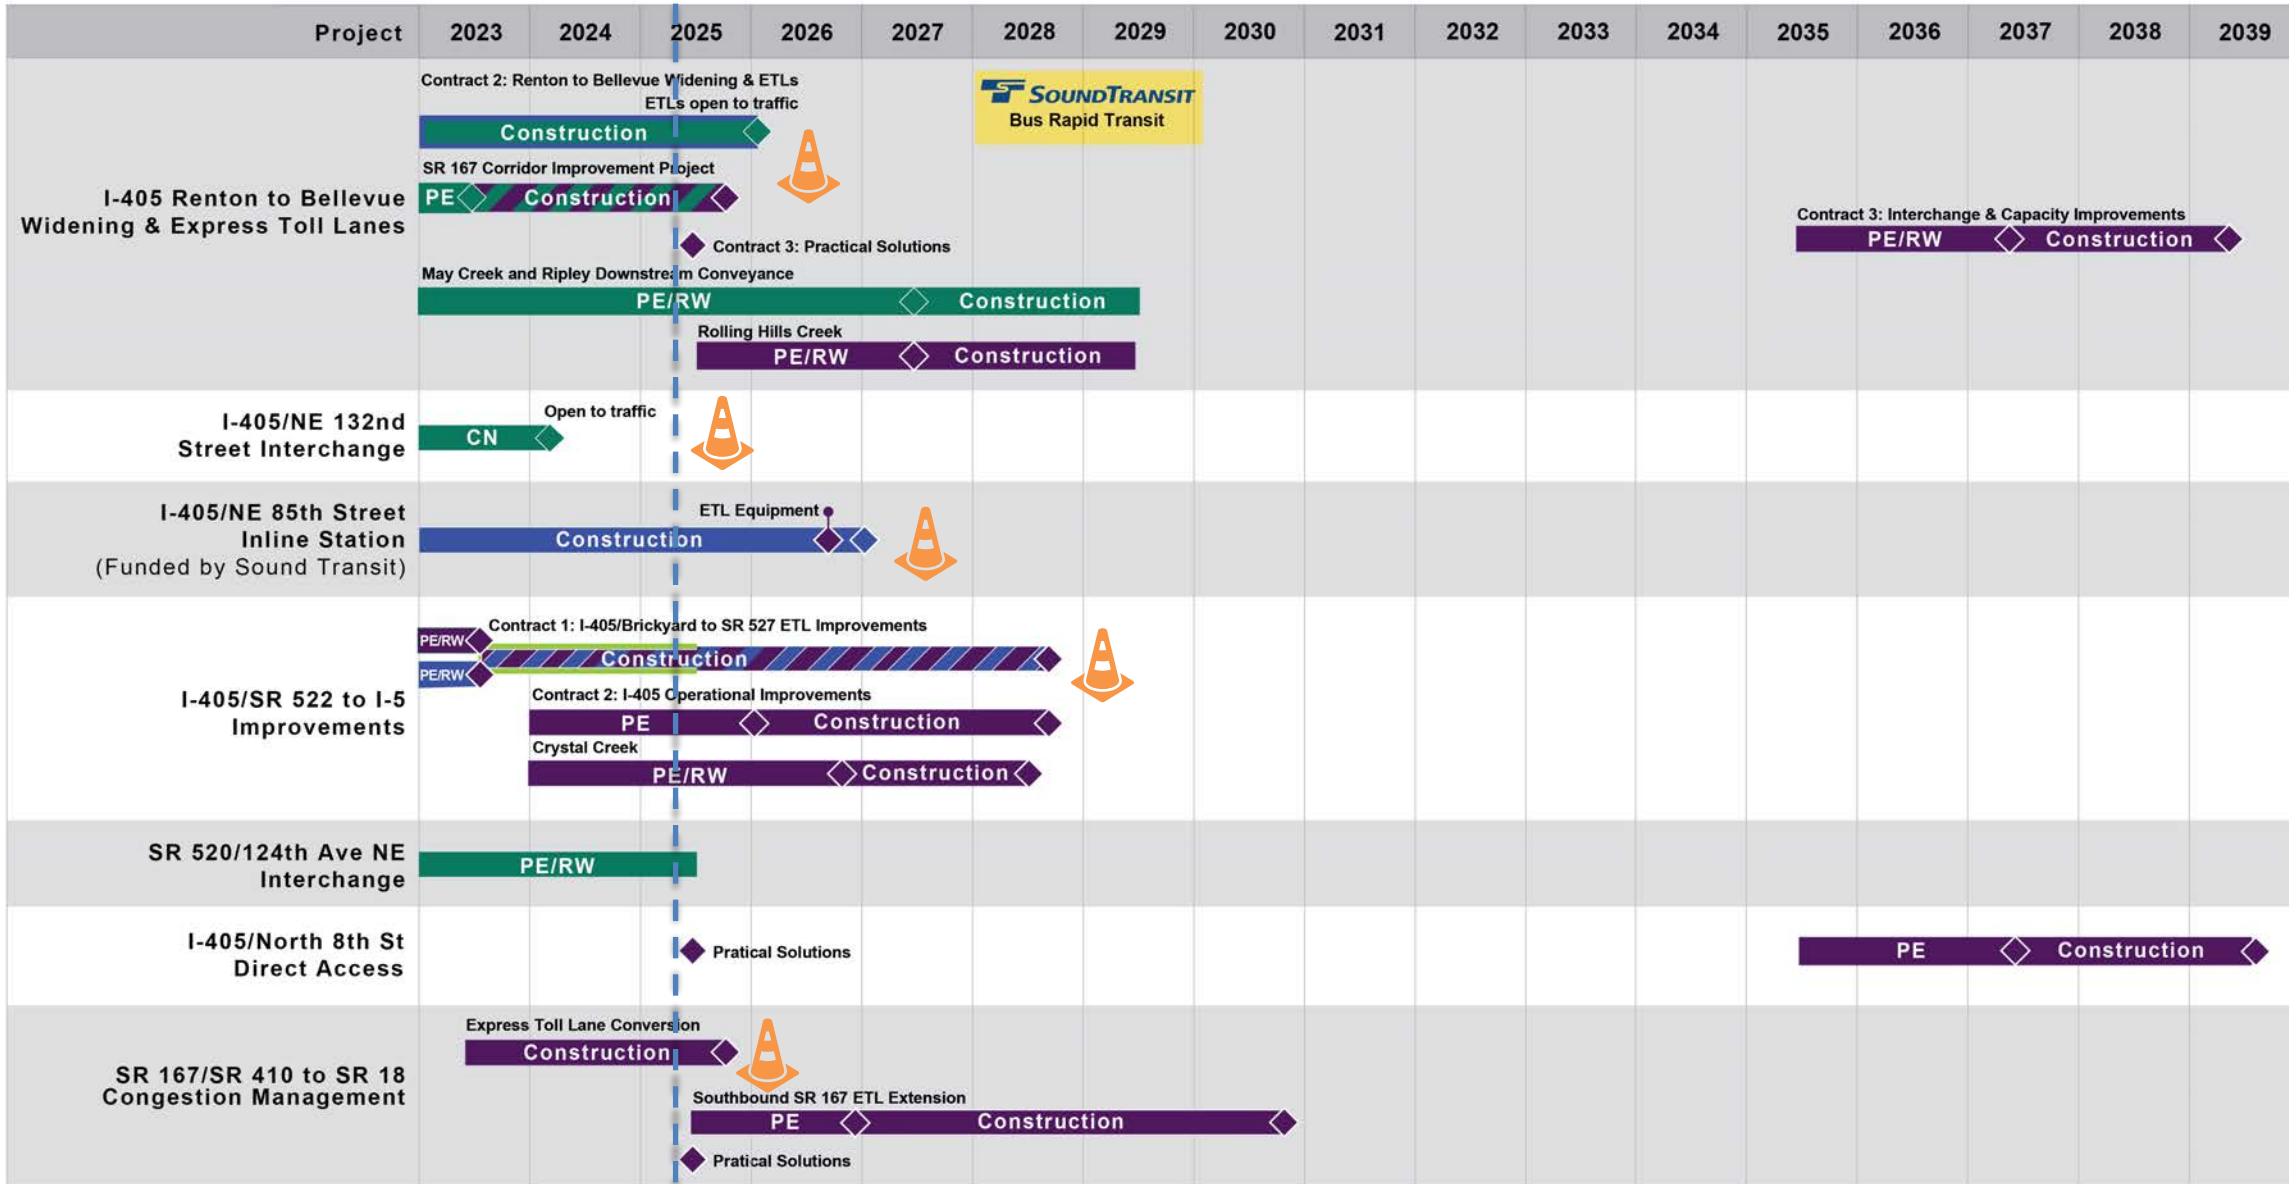 Project 2023 2024 2025 2026 2027 2028 2029 2030 2031 2032 2033 2034 2035 2036 2037 2038 2039
I-405 Renton to Bellevue
Widening & Express Toll Lanes
Contract 2: Renton to Bellevue Widening & ETLs
ETLs open to traffic
Construction
SOUNDTRANSIT
Bus Rapid Transit
SR 167 Corridor Improvement Project
PE Construction
Contract 3: Practical Solutions
Contract 3: Interchange & Capacity Improvements
PE/RW Construction
May Creek and Ripley Downstream Conveyance
PE/RW Construction
Rolling Hills Creek
PE/RW Construction
I-405/NE 132nd
Street Interchange
Open to traffic
CN
I-405/NE 85th Street
Inline Station
(Funded by Sound Transit)
ETL Equipment
Construction
I-405/SR 522 to I-5
Improvements
PE/RW
PE/RW
Contract 1: I-405/Brickyard to SR 527 ETL Improvements
Construction
Contract 2: I-405 Operational Improvements
PE Construction
Crystal Creek
PE/RW Construction
SR 520/124th Ave NE
Interchange
PE/RW
I-405/North 8th St
Direct Access
Pratical Solutions
PE Construction
SR 167/SR 410 to SR 18
Congestion Management
Express Toll Lane Conversion
Construction
Southbound SR 167 ETL Extension
PE Construction
Pratical Solutions